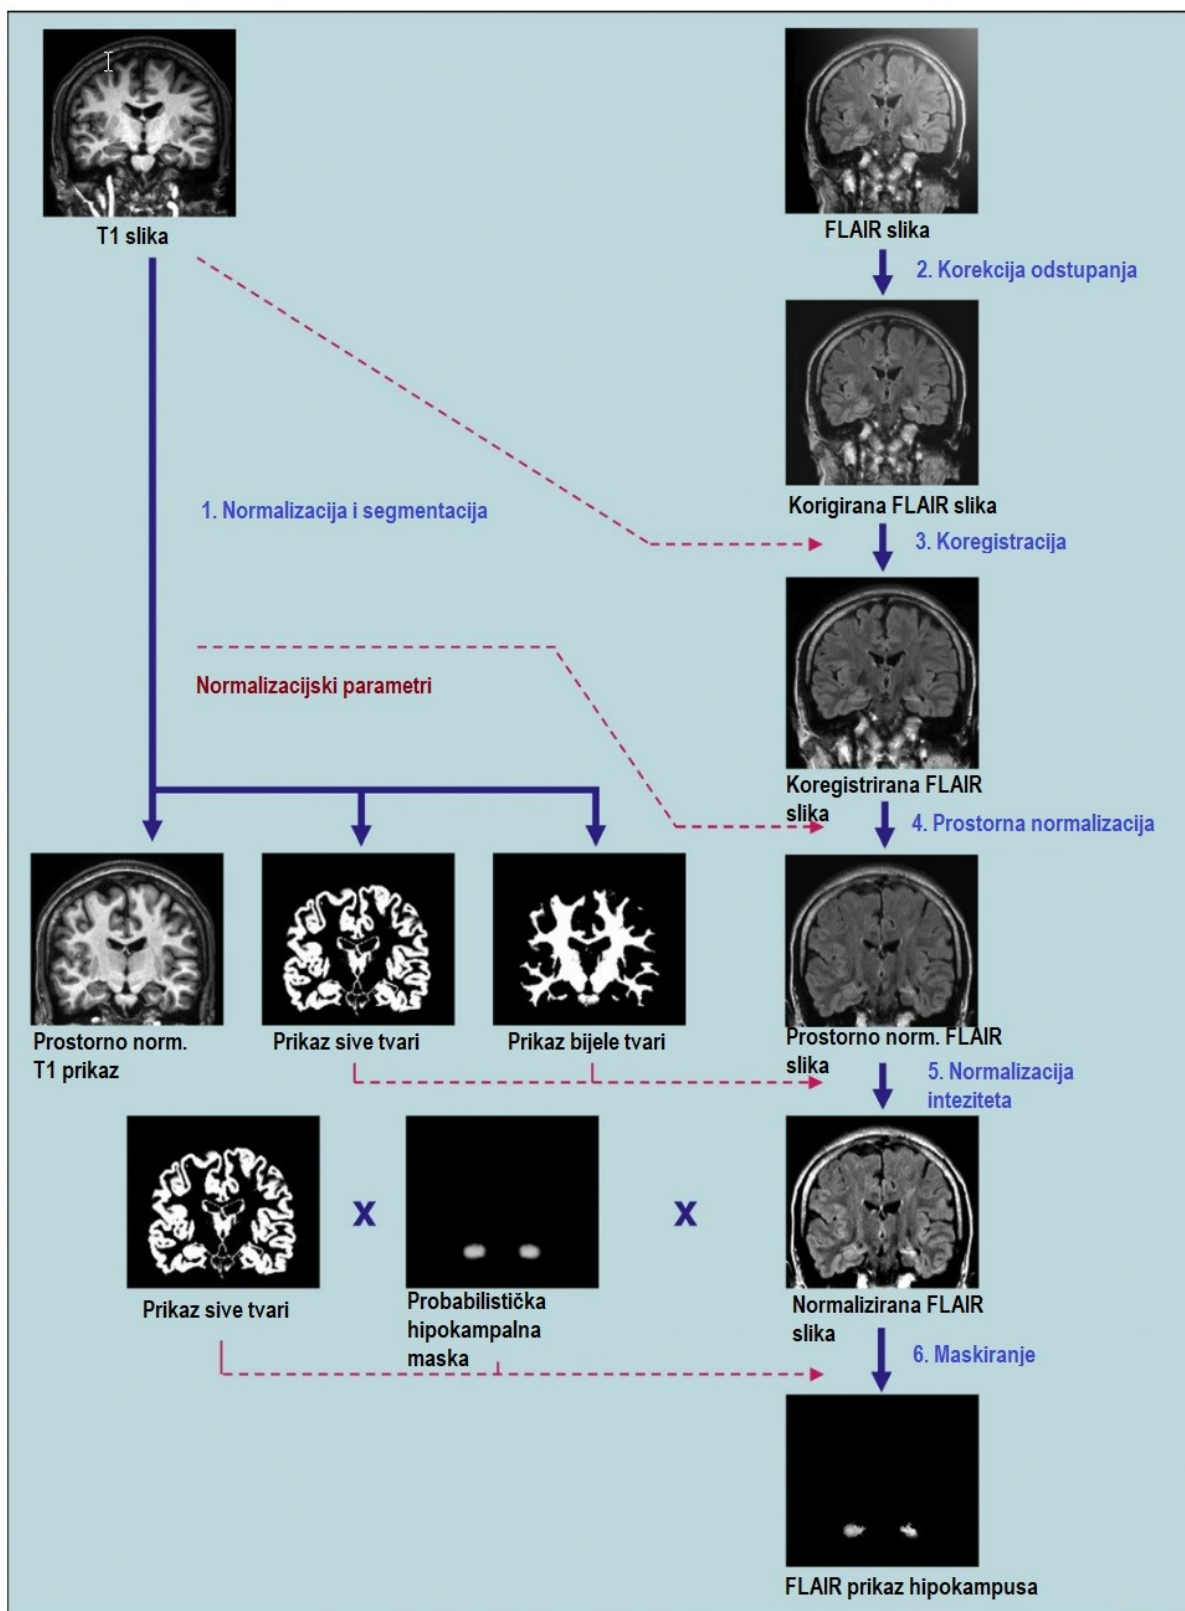 T1 slika
FLAIR slika
2. Korekcija odstupanja
Korigirana FLAIR slika
1. Normalizacija i segmentacija
3. Koregistracija
Normalizacijski parametri
Koregistrirana FLAIR
slika
4. Prostorna normalizacija
Prostorno norm.
T1 prikaz
Prikaz sive tvari
Prikaz bijele tvari
Prostorno norm. FLAIR
slika
5. Normalizacija
inteziteta
X
X
Prikaz sive tvari
Probabilistička
hipokampalna
maska
Normalizirana FLAIR
slika
6. Maskiranje
FLAIR prikaz hipokampusa